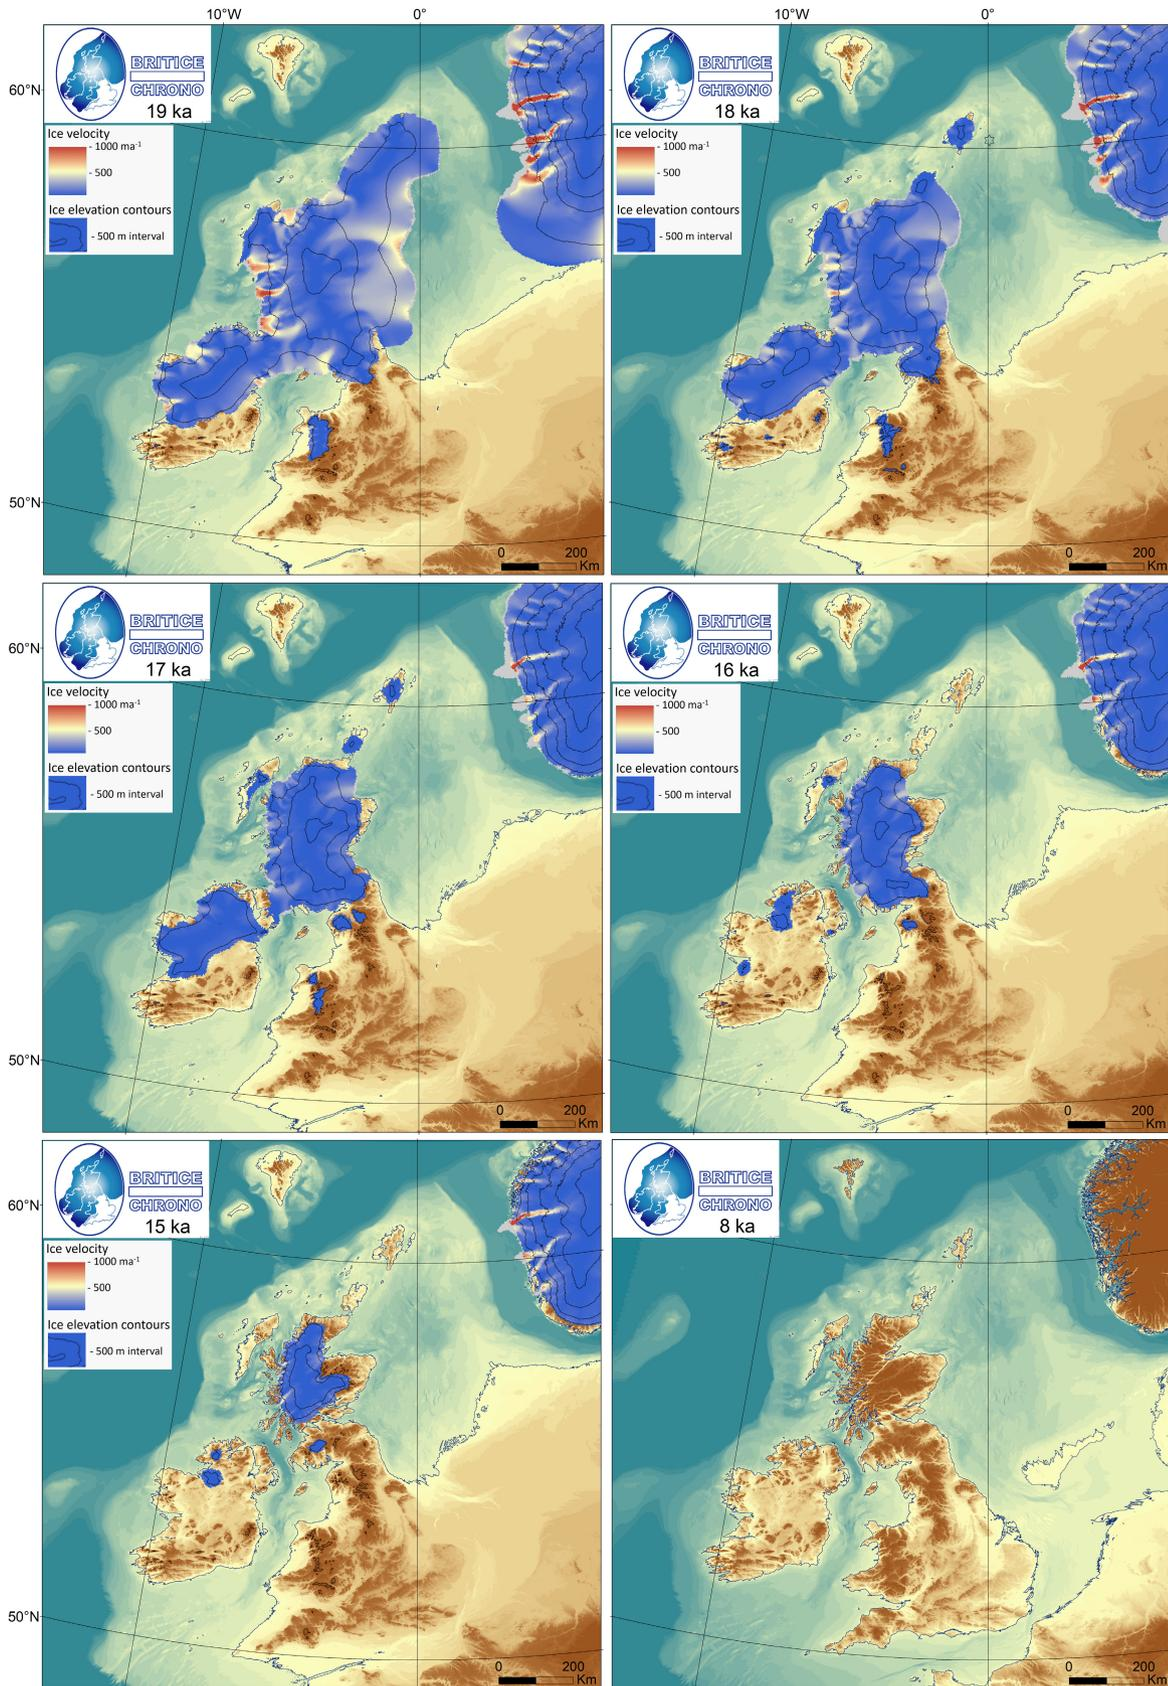 10°W
0°
10°W
0°
60°N
BRITICE
CHRONO
19 ka
Ice velocity
- 1000 ma⁻¹
- 500
Ice elevation contours
- 500 m interval
50°N
0 200
Km
BRITICE
CHRONO
18 ka
Ice velocity
- 1000 ma⁻¹
- 500
Ice elevation contours
- 500 m interval
0 200
Km
60°N
BRITICE
CHRONO
17 ka
Ice velocity
- 1000 ma⁻¹
- 500
Ice elevation contours
- 500 m interval
50°N
0 200
Km
BRITICE
CHRONO
16 ka
Ice velocity
- 1000 ma⁻¹
- 500
Ice elevation contours
- 500 m interval
0 200
Km
60°N
BRITICE
CHRONO
15 ka
Ice velocity
- 1000 ma⁻¹
- 500
Ice elevation contours
- 500 m interval
50°N
0 200
Km
BRITICE
CHRONO
8 ka
0 200
Km